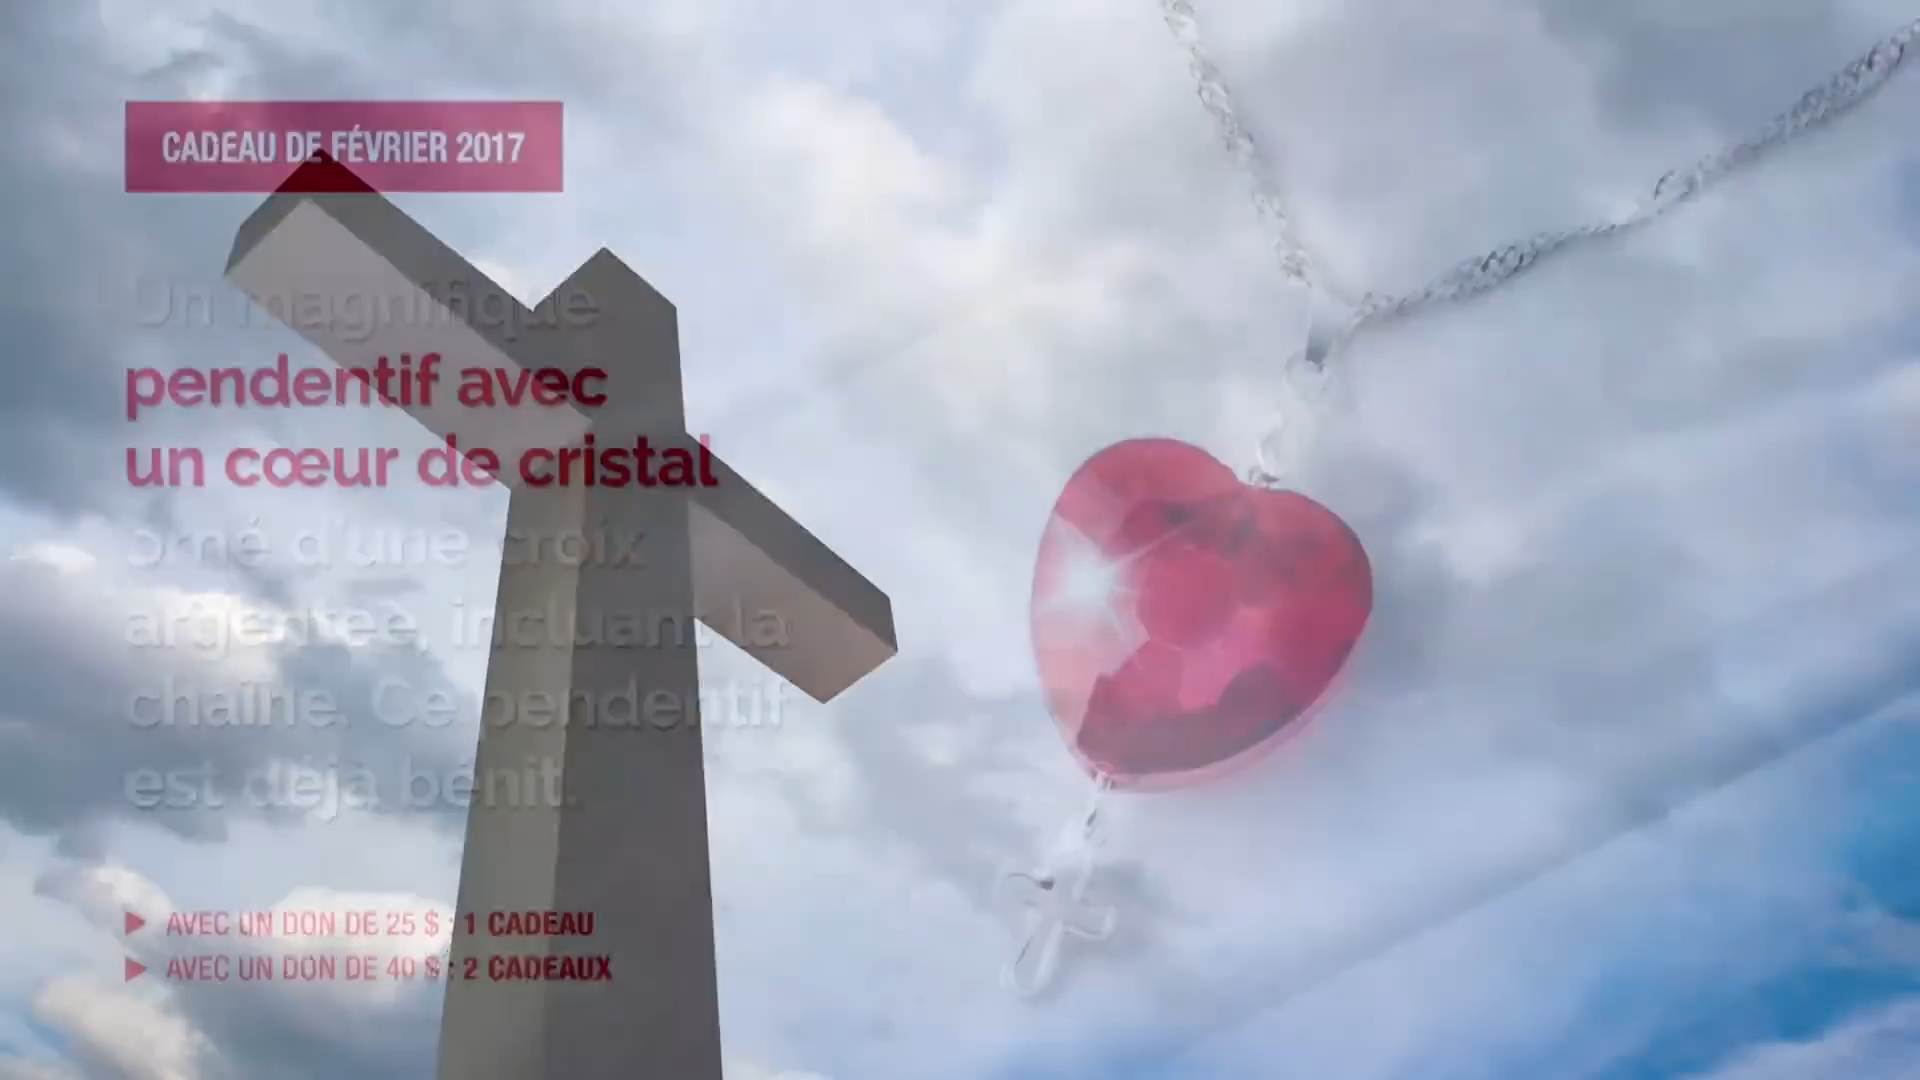 CADEAU DE FÉVRIER 2017
Un magnifique
pendentif avec
un cœur de cristal
orné d'une croix
argentée, incluant la
chaîne. Ce pendentif
est déjà bénit.
► AVEC UN DON DE 25 $ : 1 CADEAU
► AVEC UN DON DE 40 $ : 2 CADEAUX